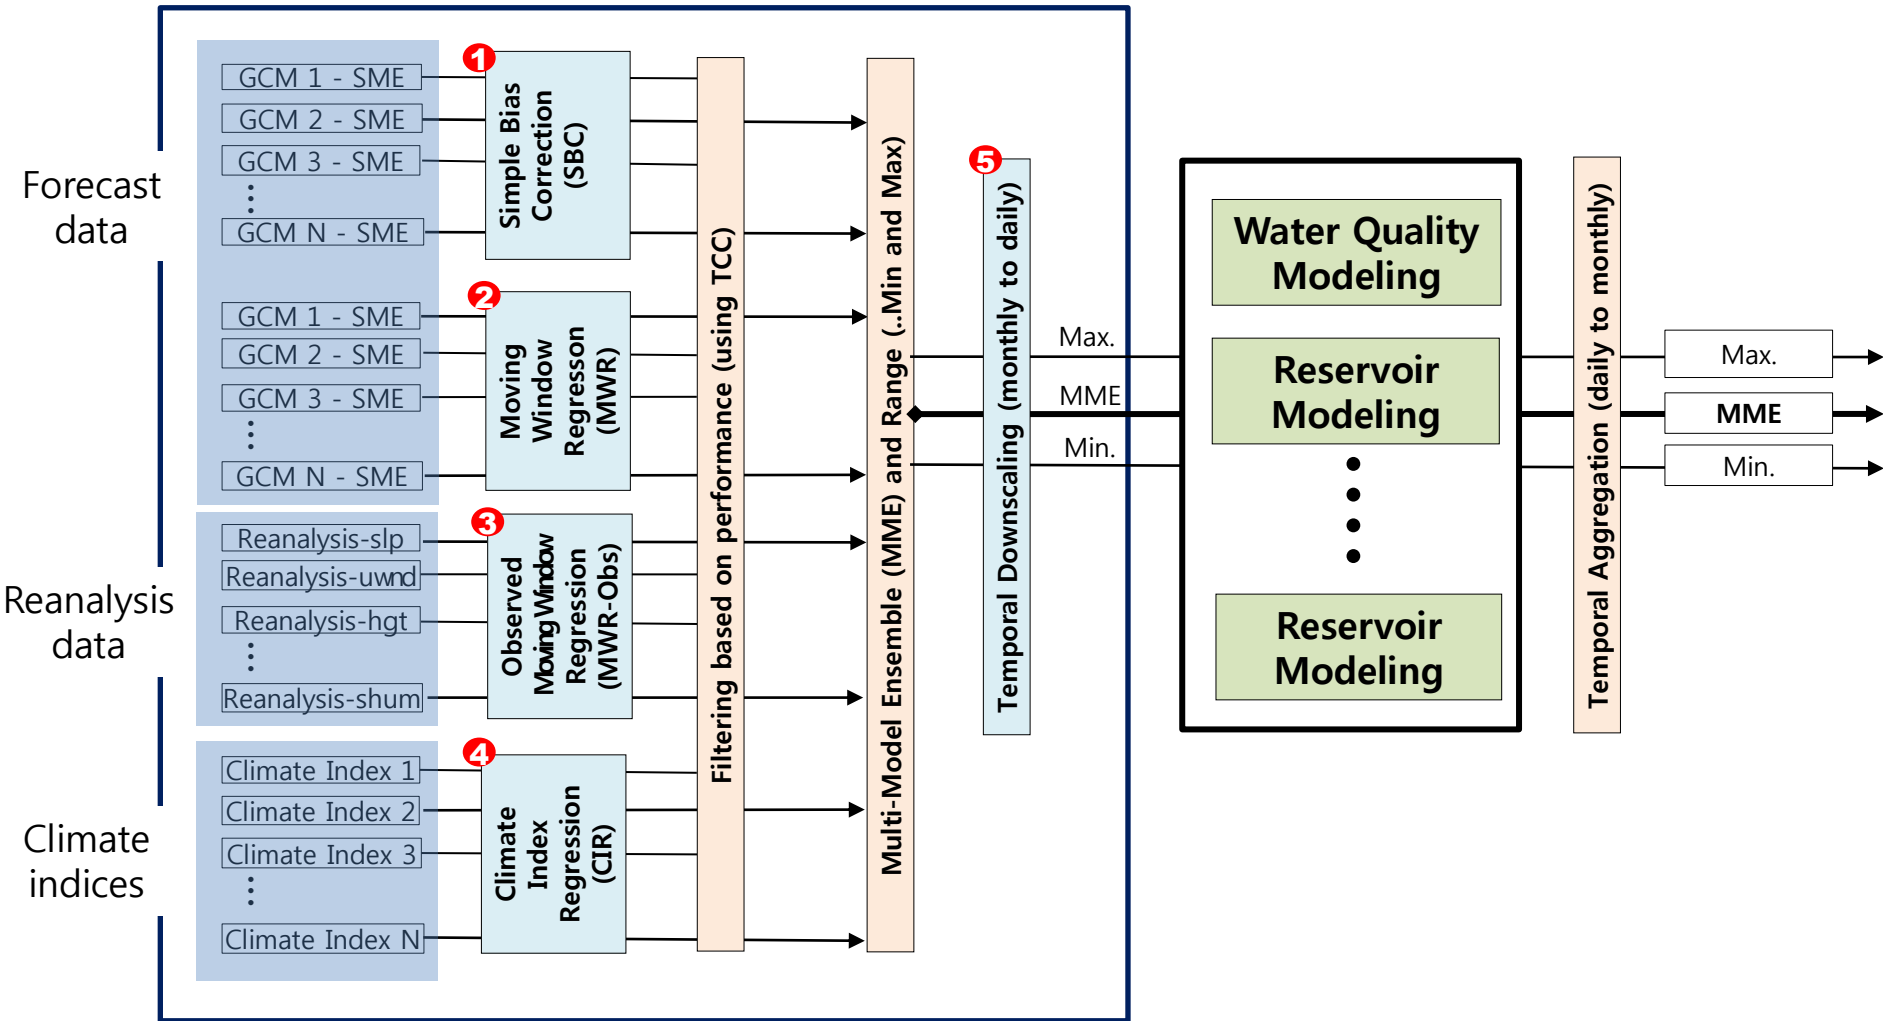 Forecast
data
GCM 1 - SME
GCM 2 - SME
GCM 3 - SME
GCM N - SME
GCM 1 - SME
GCM 2 - SME
GCM 3 - SME
GCM N - SME
Reanalysis
data
Reanalysis-slp
Reanalysis-uwnd
Reanalysis-hgt
Reanalysis-shum
Climate
indices
Climate Index 1
Climate Index 2
Climate Index 3
Climate Index N
1
Simple Bias
Correction
(SBC)
2
Moving
Window
Regresson
(MWR)
3
Observed
Moving Window
Regression
(MWR-Obs)
4
Climate
Index
Regression
(CIR)
Filtering based on performance (using TCC)
Multi-Model Ensemble (MME) and Range (..Min and Max)
5
Temporal Downscaling (monthly to daily)
Max.
MME
Min.
Water Quality
Modeling
Reservoir
Modeling
Reservoir
Modeling
Temporal Aggregation (daily to monthly)
Max.
MME
Min.